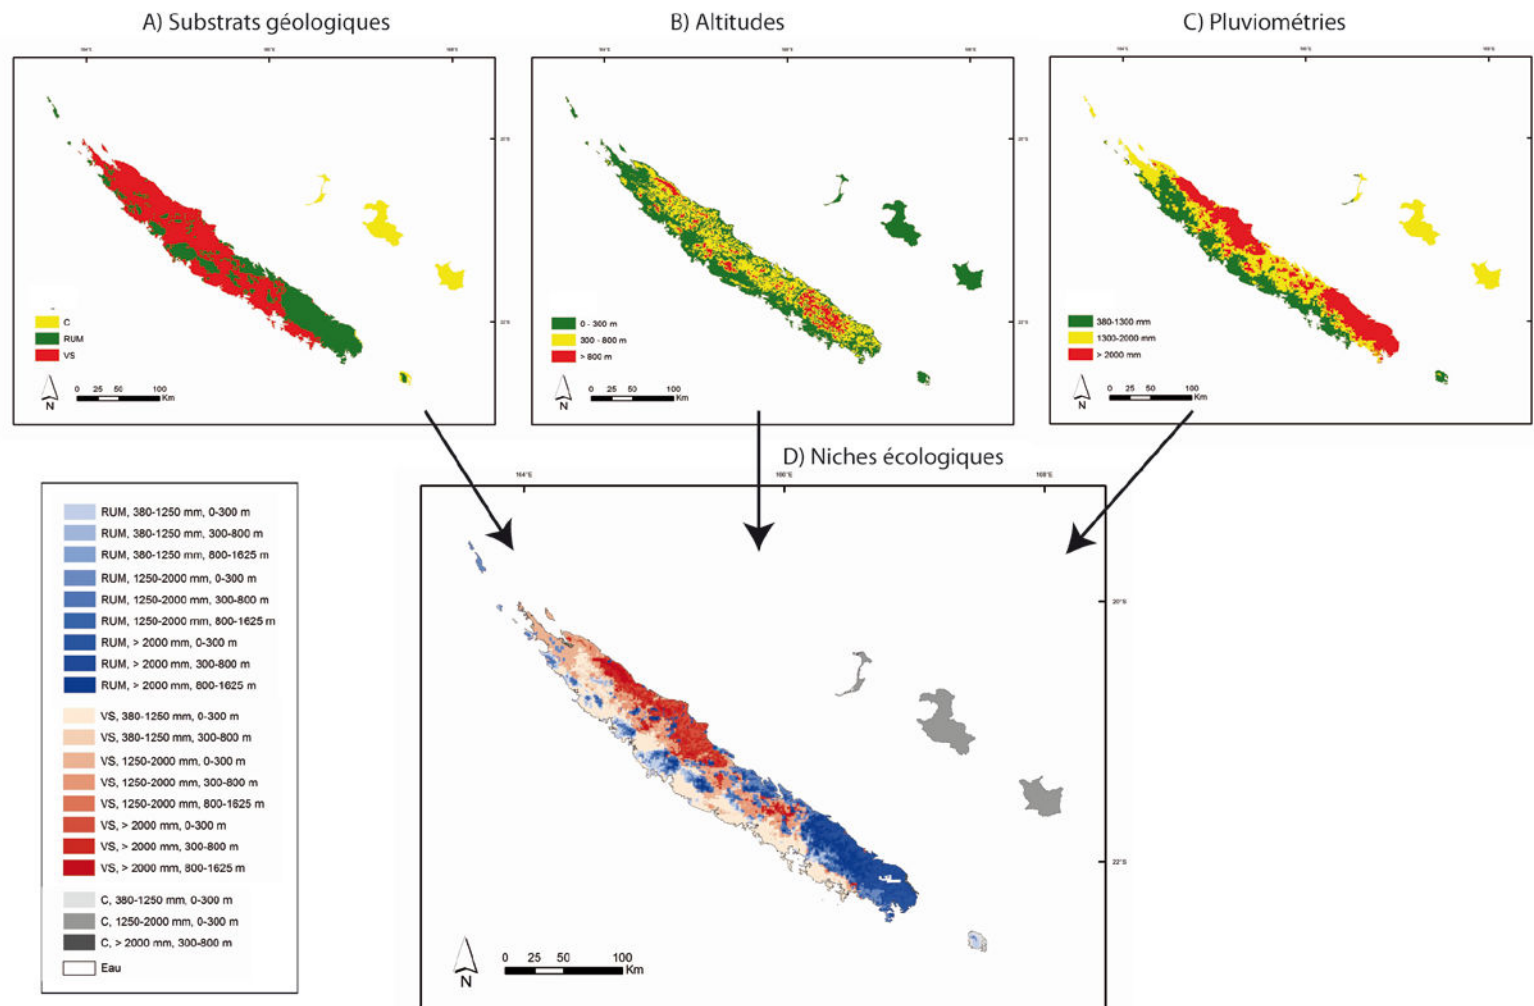 A) Substrats géologiques
B) Altitudes
C) Pluviométries
C
RUM
VS
N
0 25 50 100
Km
0 - 300 m
300 - 800 m
> 800 m
N
0 25 50 100
Km
380-1300 mm
1300-2000 mm
> 2000 mm
N
0 25 50 100
Km
D) Niches écologiques
164°E
166°E
168°E
20°S
22°S
RUM, 380-1250 mm, 0-300 m
RUM, 380-1250 mm, 300-800 m
RUM, 380-1250 mm, 800-1625 m
RUM, 1250-2000 mm, 0-300 m
RUM, 1250-2000 mm, 300-800 m
RUM, 1250-2000 mm, 800-1625 m
RUM, > 2000 mm, 0-300 m
RUM, > 2000 mm, 300-800 m
RUM, > 2000 mm, 800-1625 m
VS, 380-1250 mm, 0-300 m
VS, 380-1250 mm, 300-800 m
VS, 1250-2000 mm, 0-300 m
VS, 1250-2000 mm, 300-800 m
VS, 1250-2000 mm, 800-1625 m
VS, > 2000 mm, 0-300 m
VS, > 2000 mm, 300-800 m
VS, > 2000 mm, 800-1625 m
C, 380-1250 mm, 0-300 m
C, 1250-2000 mm, 0-300 m
C, > 2000 mm, 300-800 m
Eau
N
0 25 50 100
Km